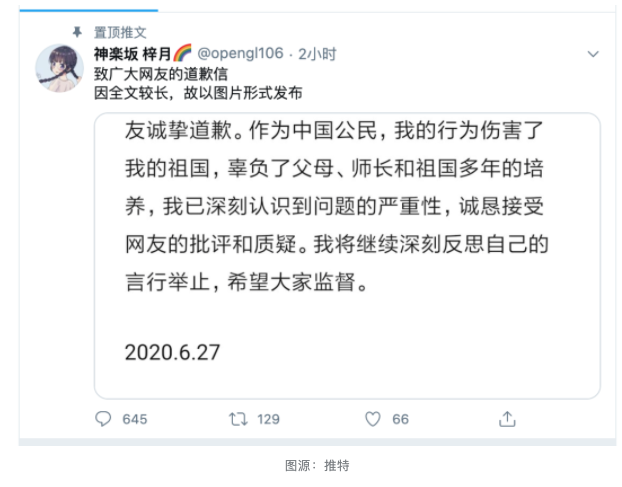 置顶推文
神楽坂 梓月🌈 @opengl106 · 2小时
致广大网友的道歉信
因全文较长，故以图片形式发布
友诚挚道歉。作为中国公民，我的行为伤害了
我的祖国，辜负了父母、师长和祖国多年的培
养，我已深刻认识到问题的严重性，诚恳接受
网友的批评和质疑。我将继续深刻反思自己的
言行举止，希望大家监督。
2020.6.27
645 129 66
图源：推特